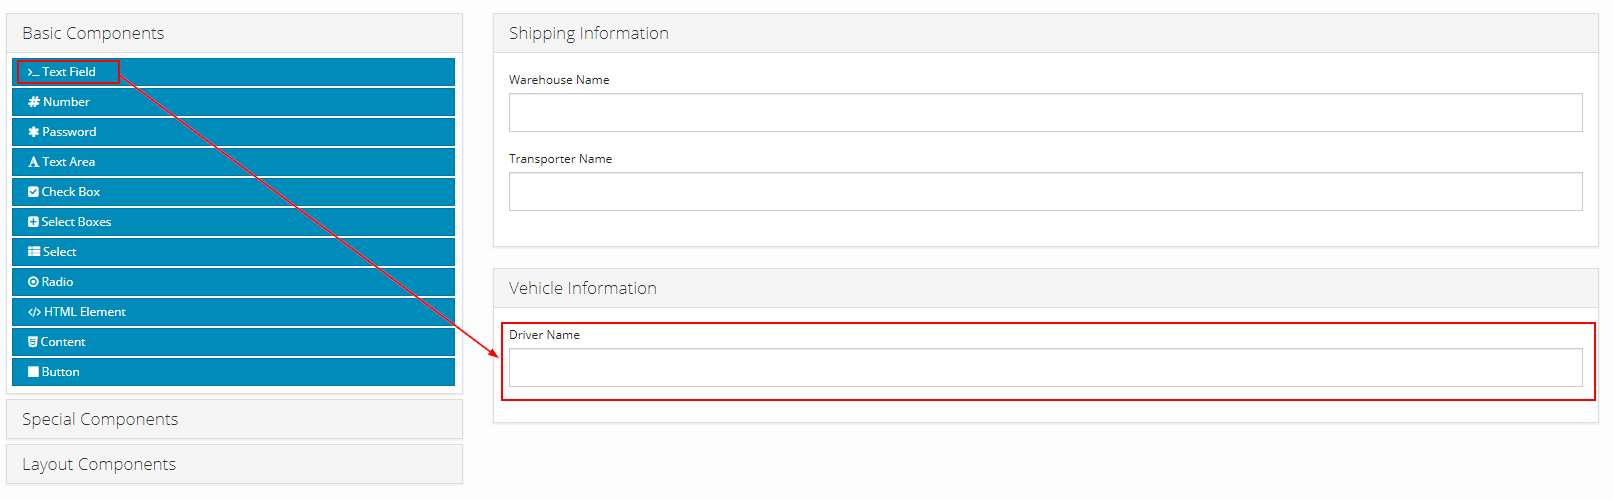 Basic Components
Text Field
Number
Password
Text Area
Check Box
Select Boxes
Select
Radio
HTML Element
Content
Button
Special Components
Layout Components
Shipping Information
Warehouse Name
Transporter Name
Vehicle Information
Driver Name